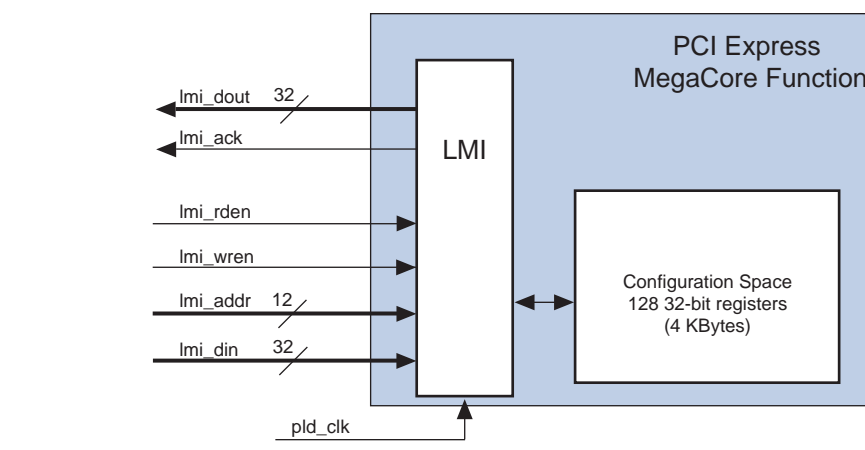 PCI Express
MegaCore Function
lmi_dout 32
lmi_ack
LMI
lmi_rden
lmi_wren
lmi_addr 12
lmi_din 32
Configuration Space
128 32-bit registers
(4 KBytes)
pld_clk